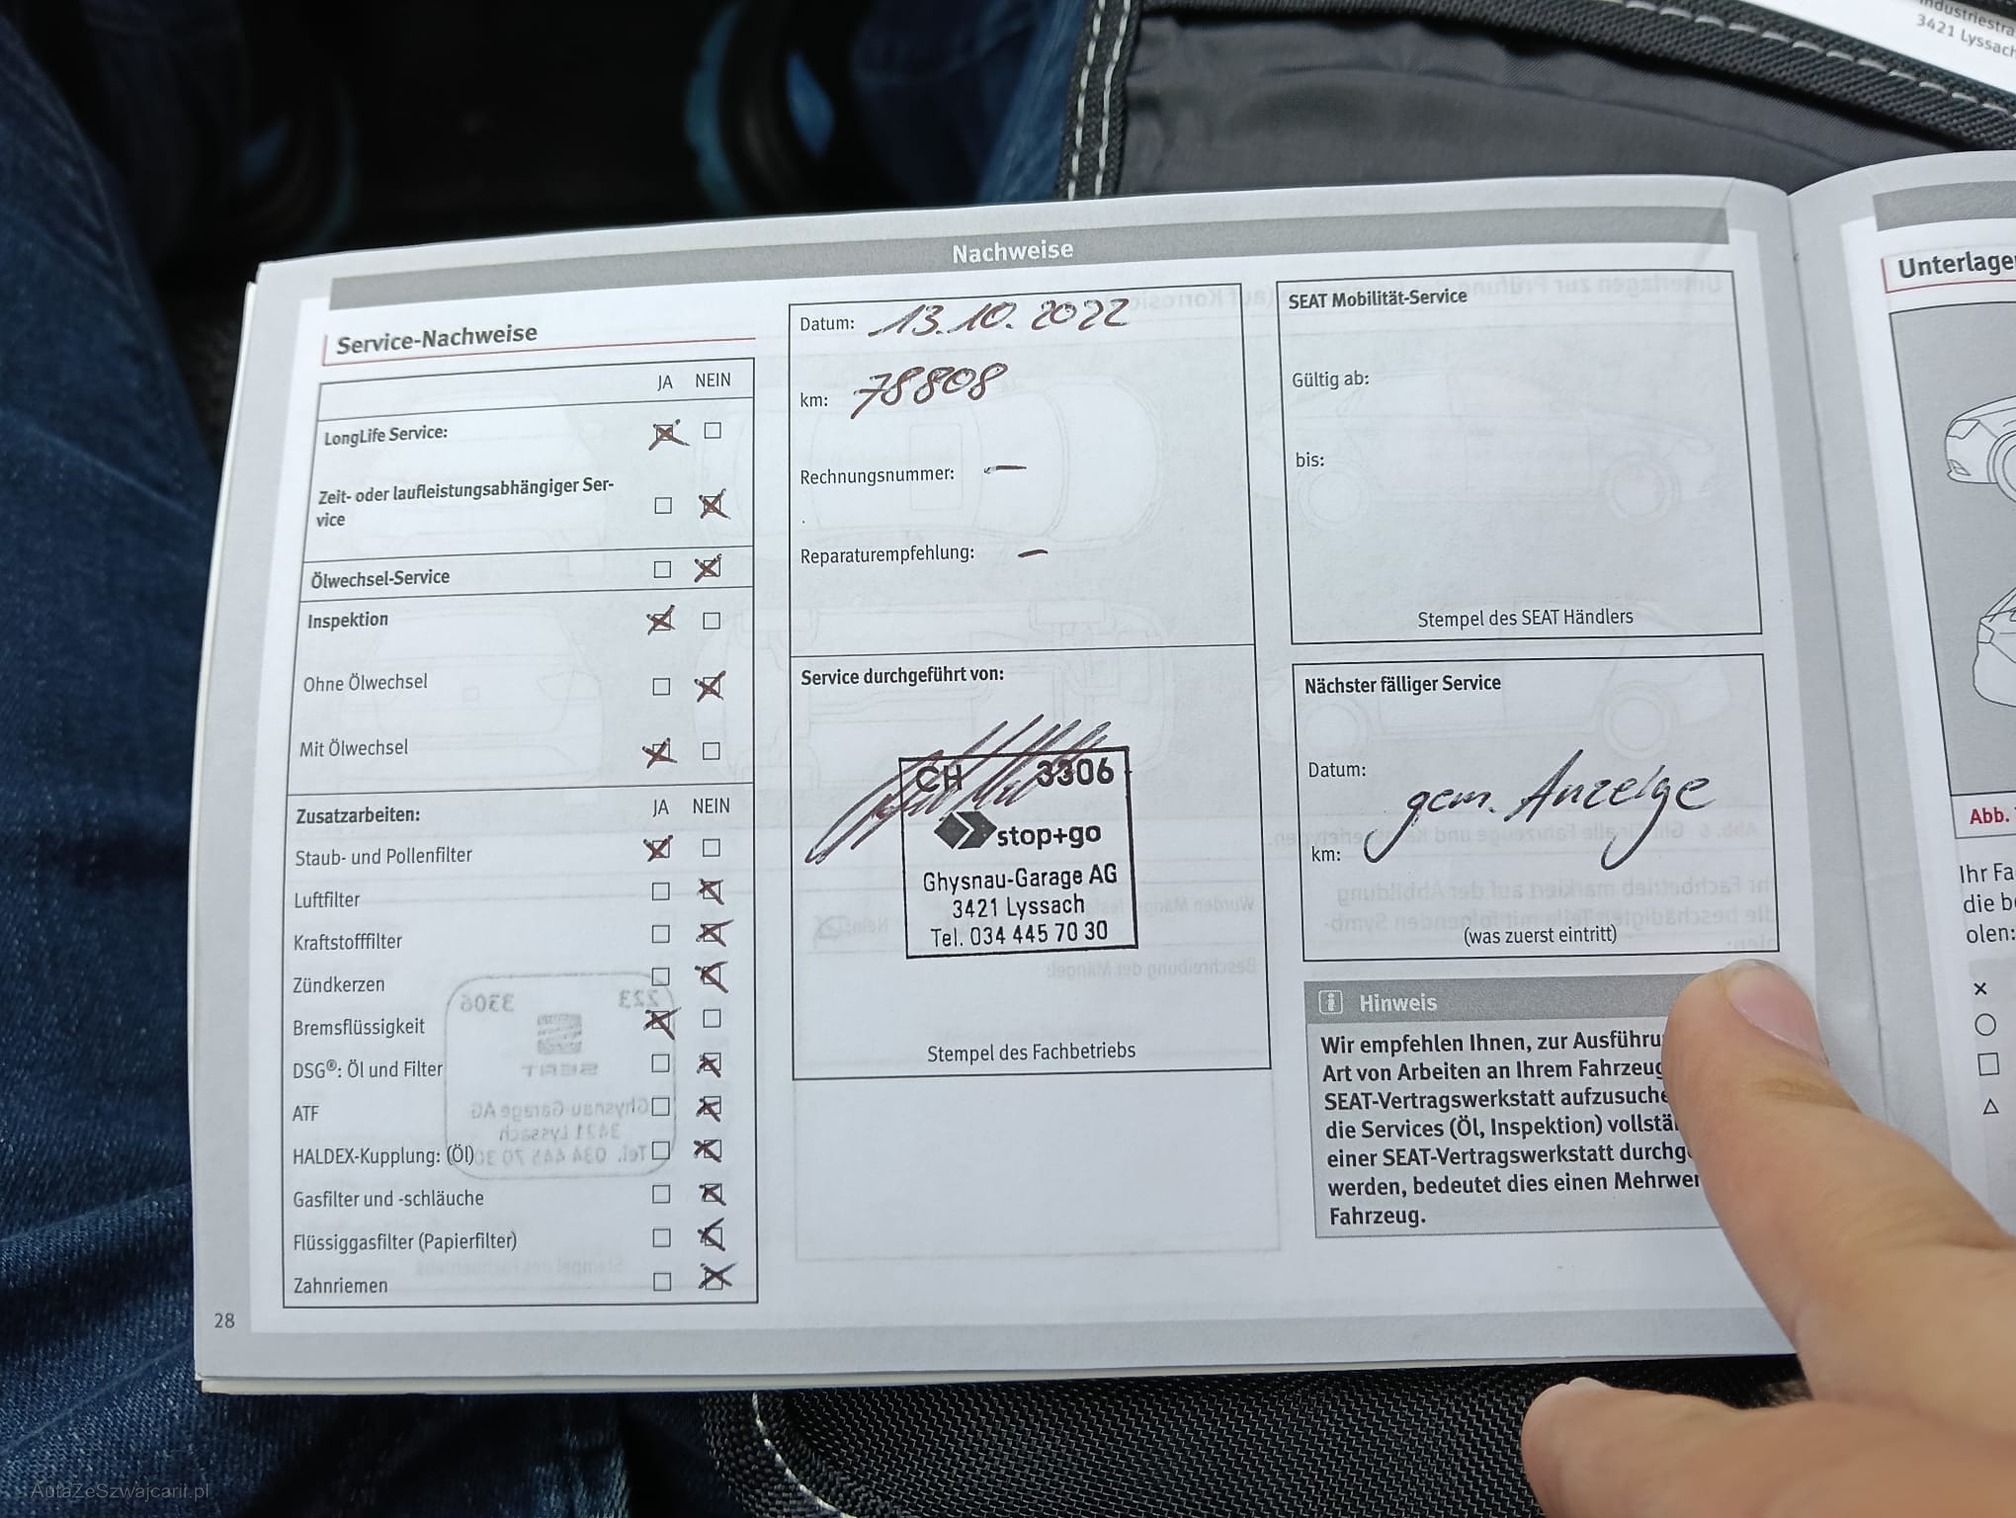 Industriestra
3421 Lyssach
Nachweise
Service-Nachweise
JA NEIN
LongLife Service:
Zeit- oder laufleistungsabhängiger Ser-
vice
Ölwechsel-Service
Inspektion
Ohne Ölwechsel
Mit Ölwechsel
Zusatzarbeiten: JA NEIN
Staub- und Pollenfilter
Luftfilter
Kraftstofffilter
Zündkerzen
Bremsflüssigkeit
DSG®: Öl und Filter
ATF
HALDEX-Kupplung: (Öl)
Gasfilter und -schläuche
Flüssiggasfilter (Papierfilter)
Zahnriemen
28
Datum: 13.10.2022
km: 78808
Rechnungsnummer: —
Reparaturempfehlung: —
Service durchgeführt von:
CH 3306
stop+go
Ghysnau-Garage AG
3421 Lyssach
Tel. 034 445 70 30
Stempel des Fachbetriebs
SEAT Mobilität-Service
Gültig ab:
bis:
Stempel des SEAT Händlers
Nächster fälliger Service
Datum:
gem. Anzeige
km:
(was zuerst eintritt)
Hinweis
Wir empfehlen Ihnen, zur Ausführu
Art von Arbeiten an Ihrem Fahrzeug
SEAT-Vertragswerkstatt aufzusuche
die Services (Öl, Inspektion) vollstä
einer SEAT-Vertragswerkstatt durchg
werden, bedeutet dies einen Mehrwer
Fahrzeug.
Unterlage
Abb.
Ihr Fa
die b
olen:
AutaZeSzwajcarii.pl